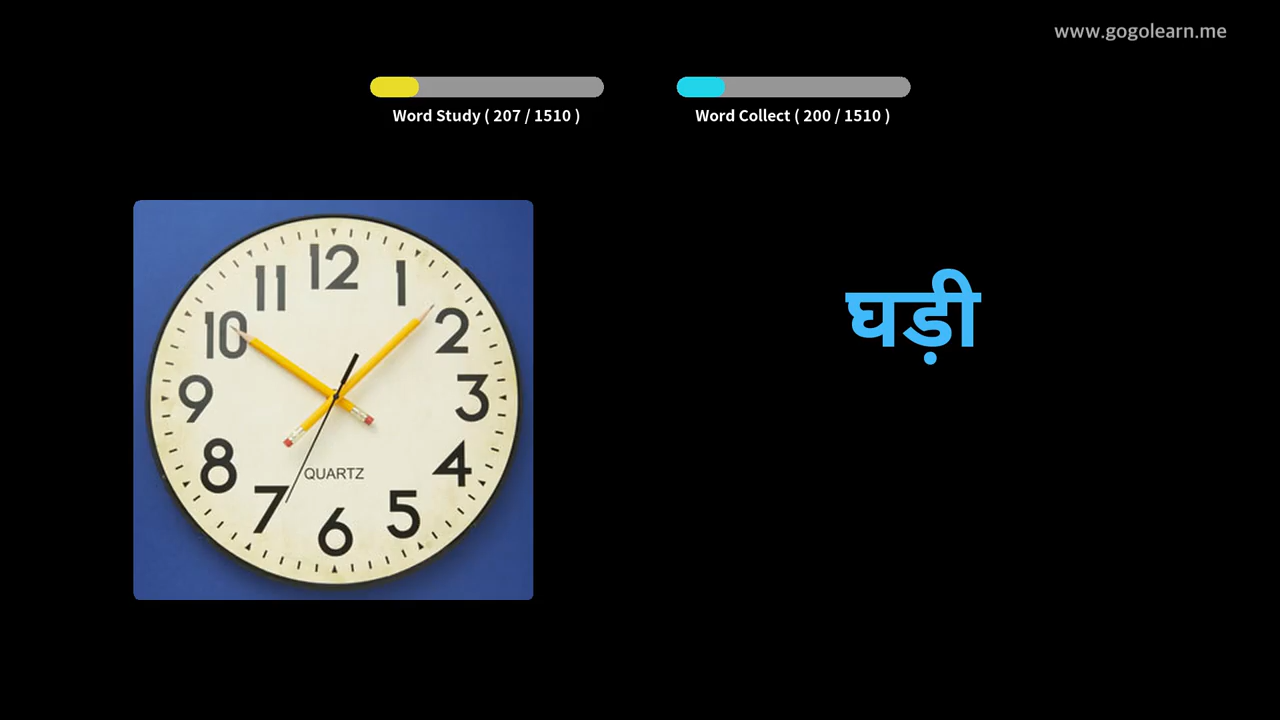 www.gogolearn.me
Word Study ( 207 / 1510 )
Word Collect ( 200 / 1510 )
घड़ी
12
11
1
10
2
9
3
8
4
QUARTZ
7
5
6